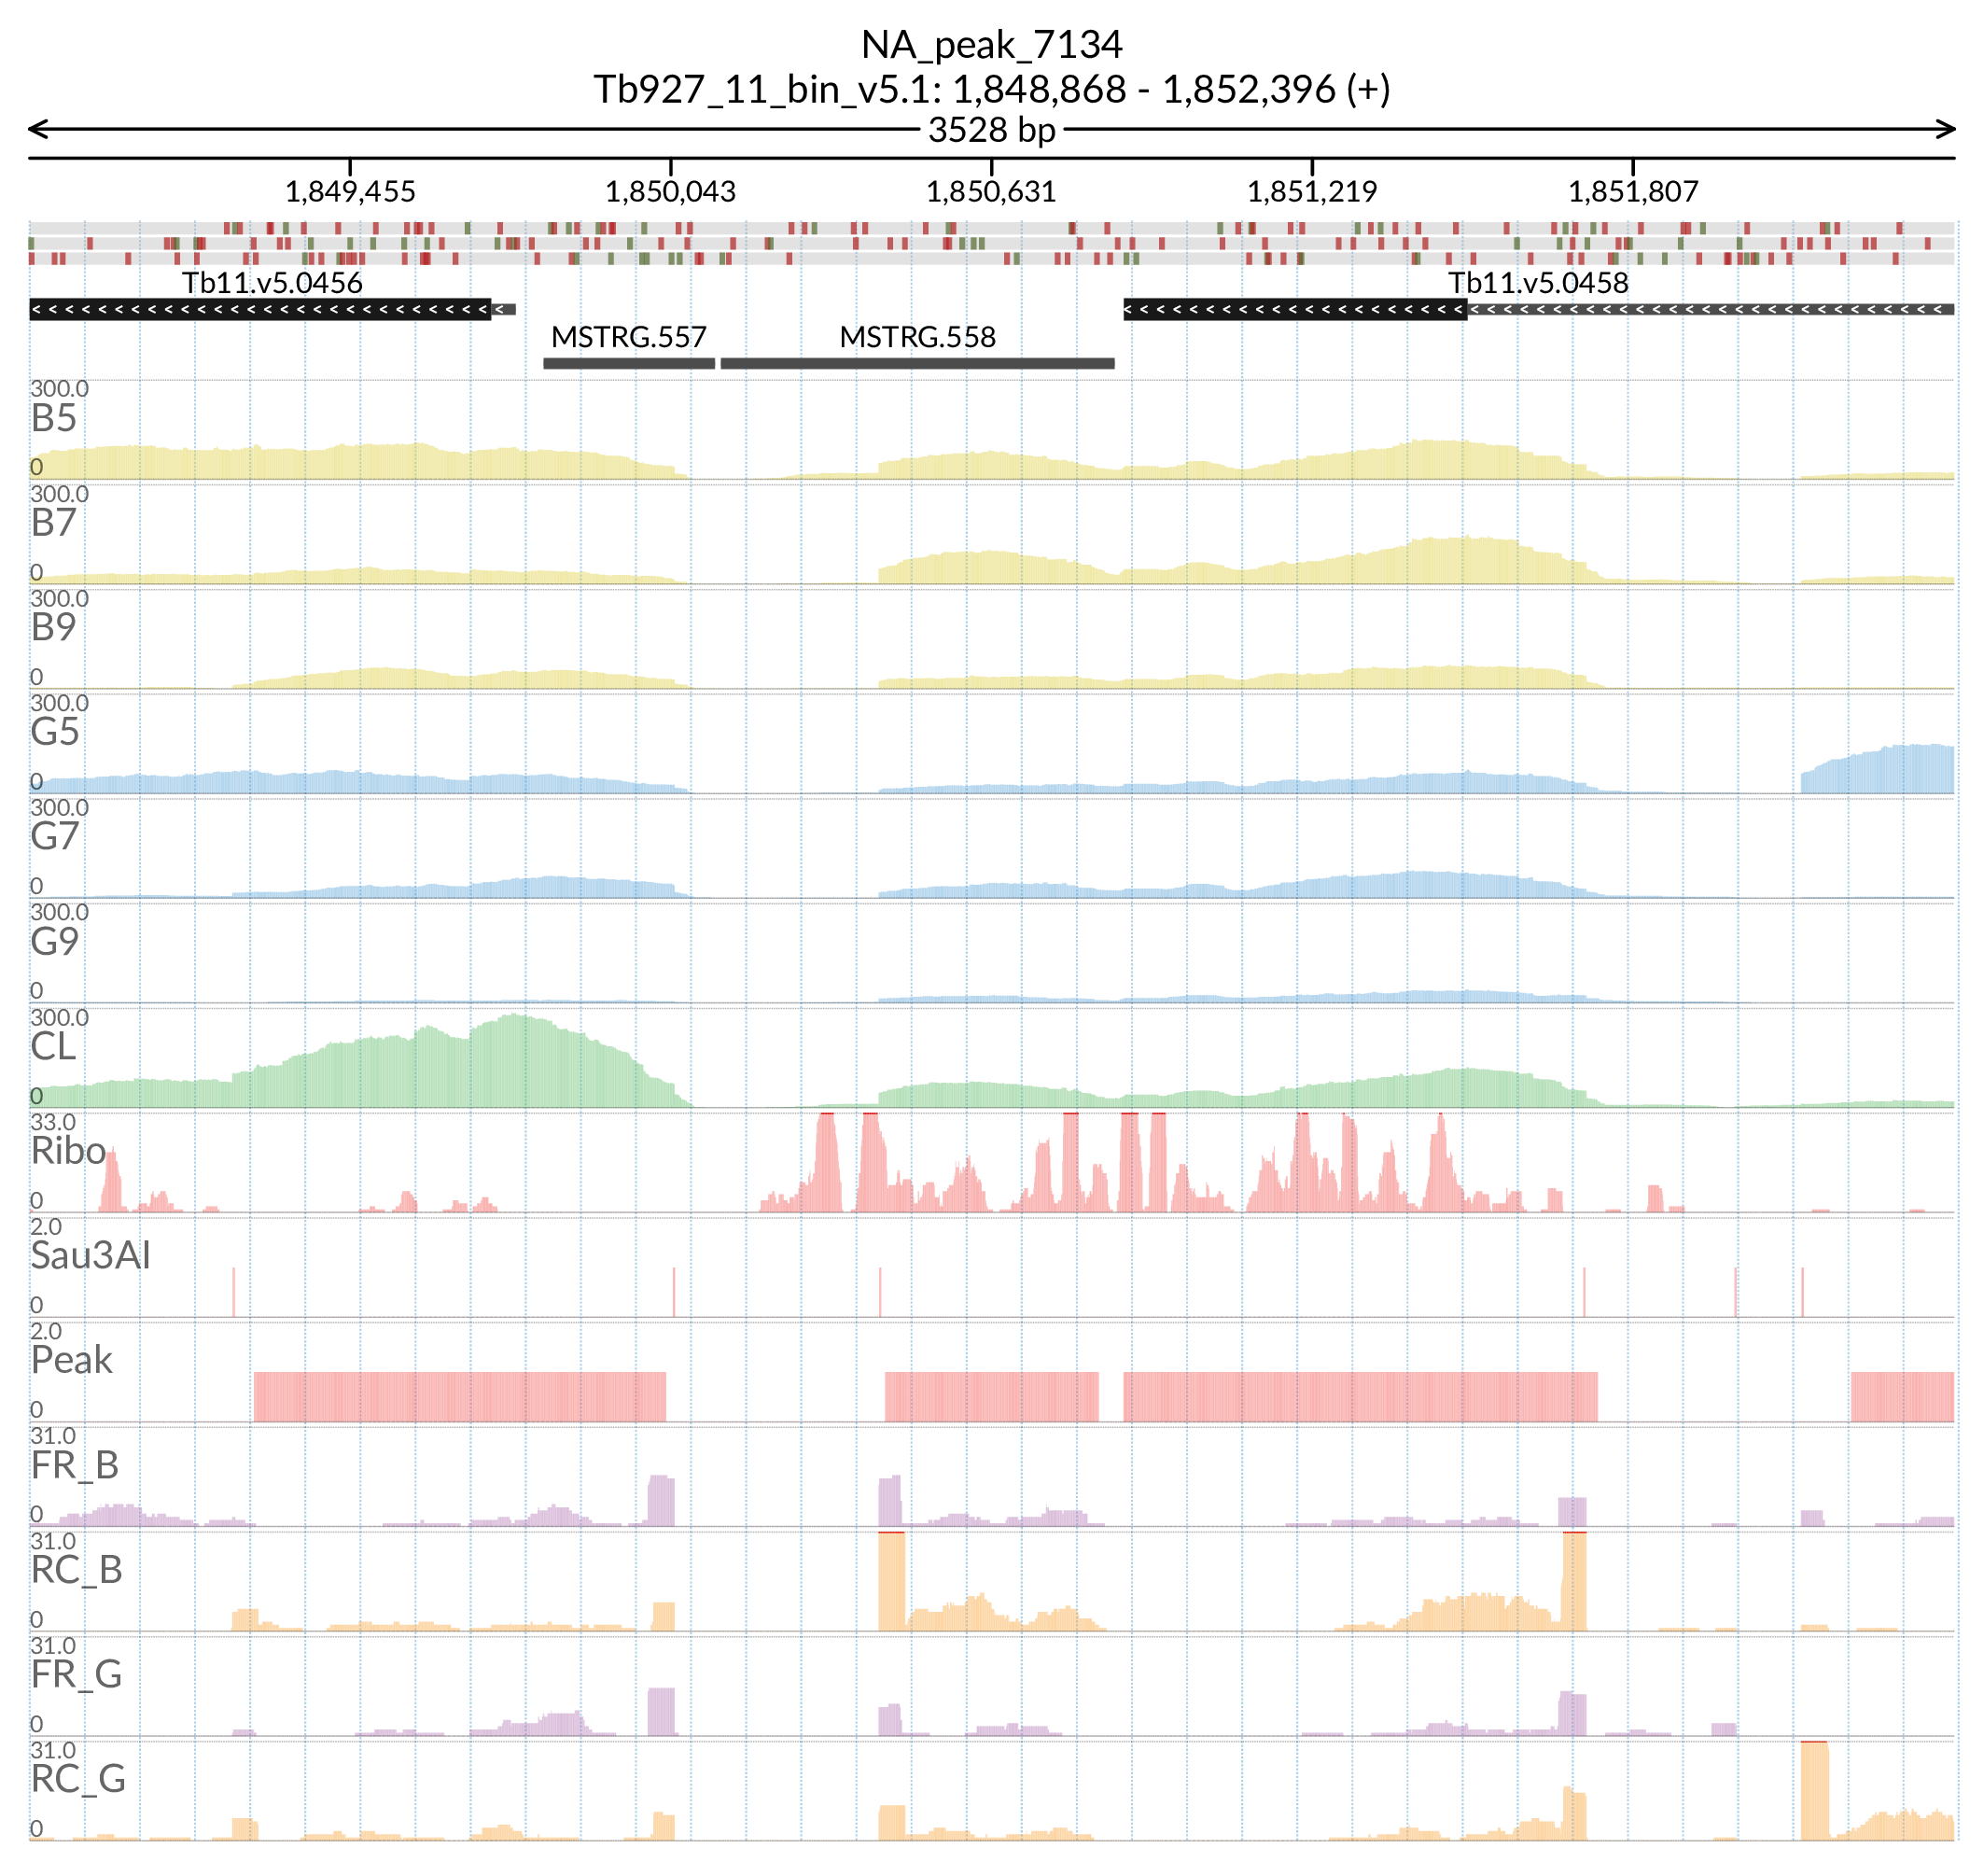 NA_peak_7134
Tb927_11_bin_v5.1: 1,848,868 - 1,852,396 (+)
3528 bp
1,849,455 1,850,043 1,850,631 1,851,219 1,851,807
Tb11.v5.0456 Tb11.v5.0458
MSTRG.557 MSTRG.558
300.0
B5
0
300.0
B7
0
300.0
B9
0
300.0
G5
0
300.0
G7
0
300.0
G9
0
300.0
CL
0
33.0
Ribo
0
2.0
Sau3AI
0
2.0
Peak
0
31.0
FR_B
0
31.0
RC_B
0
31.0
FR_G
0
31.0
RC_G
0